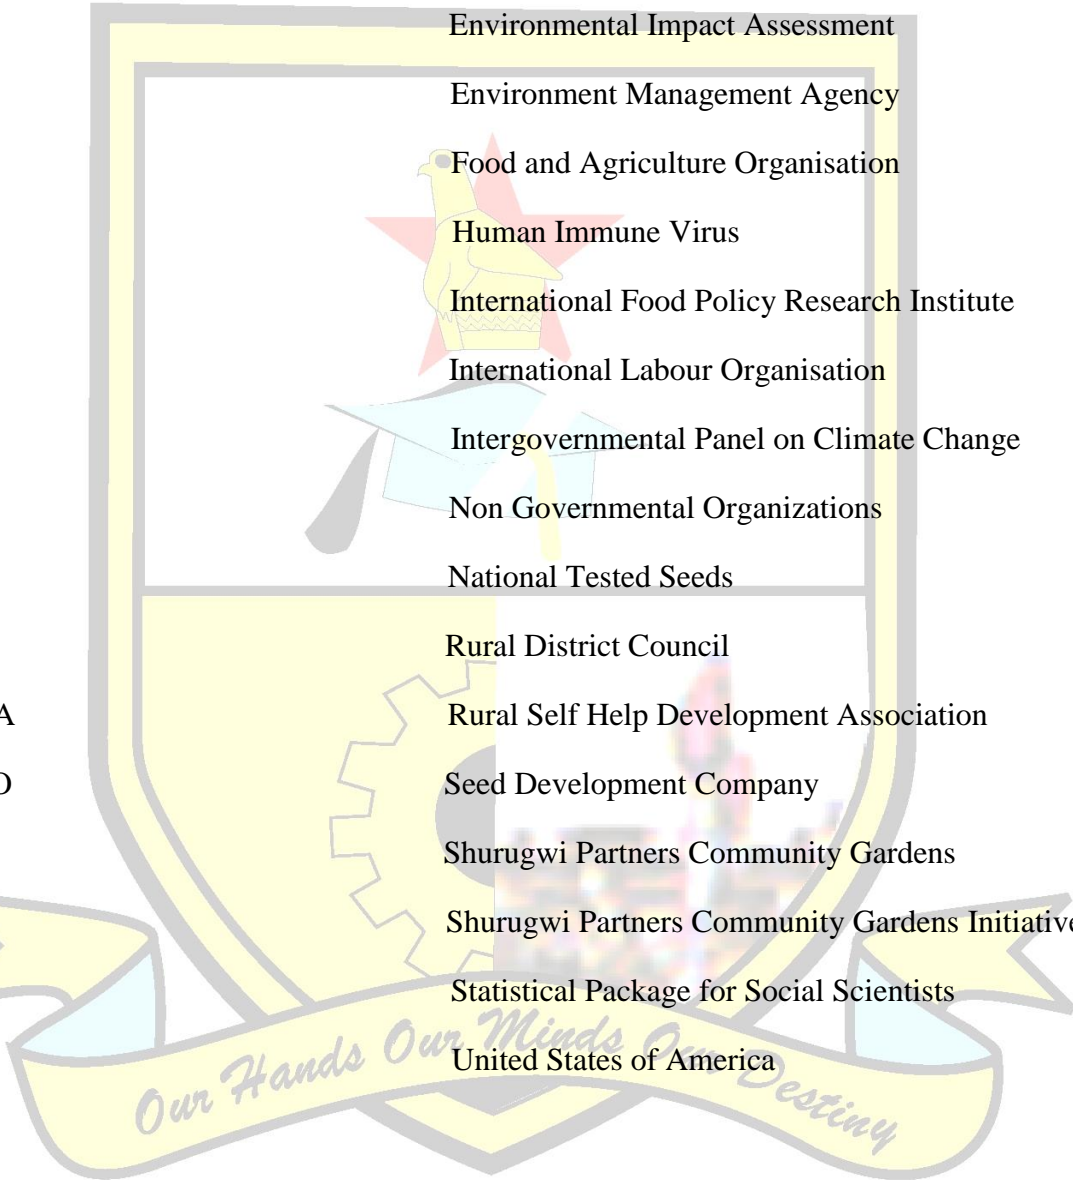 Environmental Impact Assessment
Environment Management Agency
Food and Agriculture Organisation
Human Immune Virus
International Food Policy Research Institute
International Labour Organisation
Intergovernmental Panel on Climate Change
Non Governmental Organizations
National Tested Seeds
Rural District Council
A Rural Self Help Development Association
O Seed Development Company
Shurugwi Partners Community Gardens
Shurugwi Partners Community Gardens Initiative
Statistical Package for Social Scientists
United States of America
Our Hands Our Minds Our Destiny